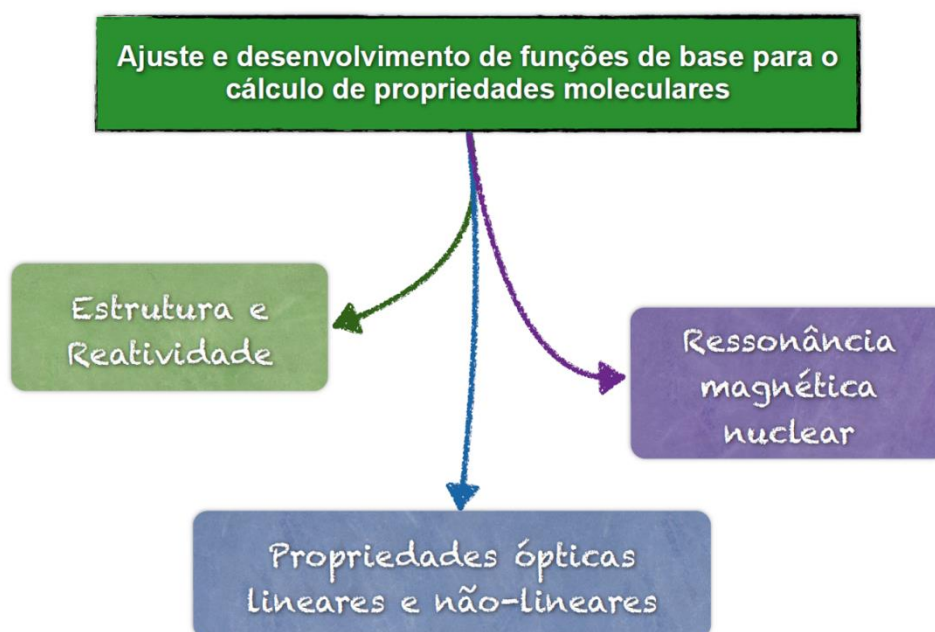 Ajuste e desenvolvimento de funções de base para o
cálculo de propriedades moleculares
Estrutura e
Reatividade
Ressonância
magnética
nuclear
Propriedades ópticas
lineares e não-lineares